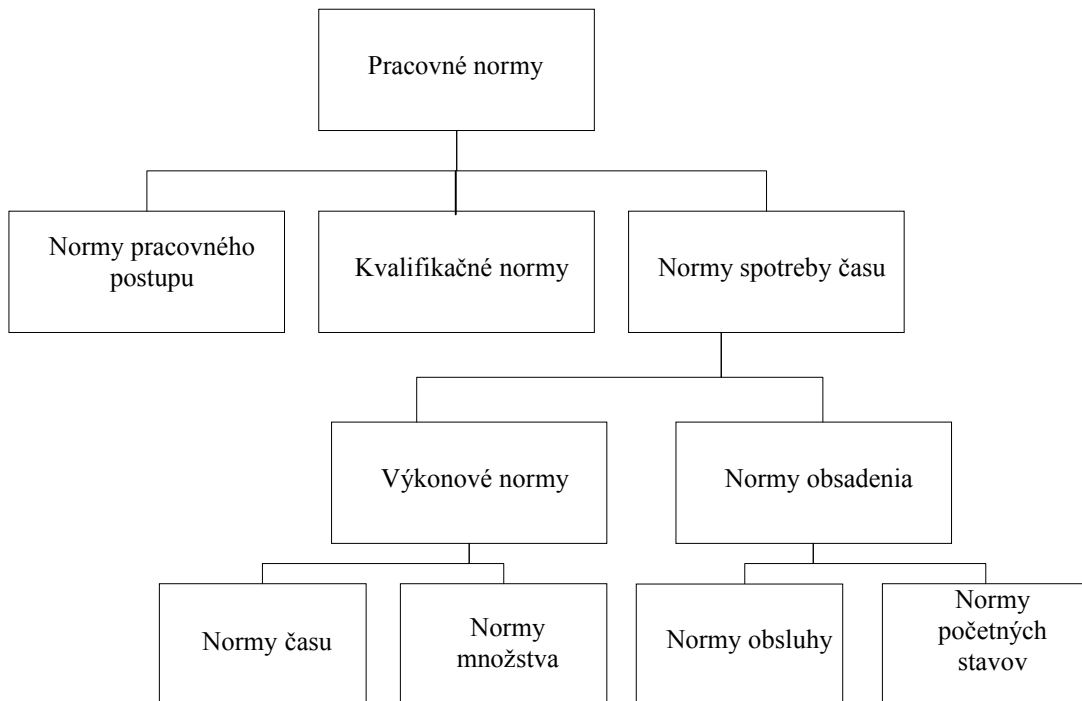 Pracovné normy
Normy pracovného
postupu
Kvalifikačné normy
Normy spotreby času
Výkonové normy
Normy obsadenia
Normy času
Normy
množstva
Normy obsluhy
Normy
početných
stavov